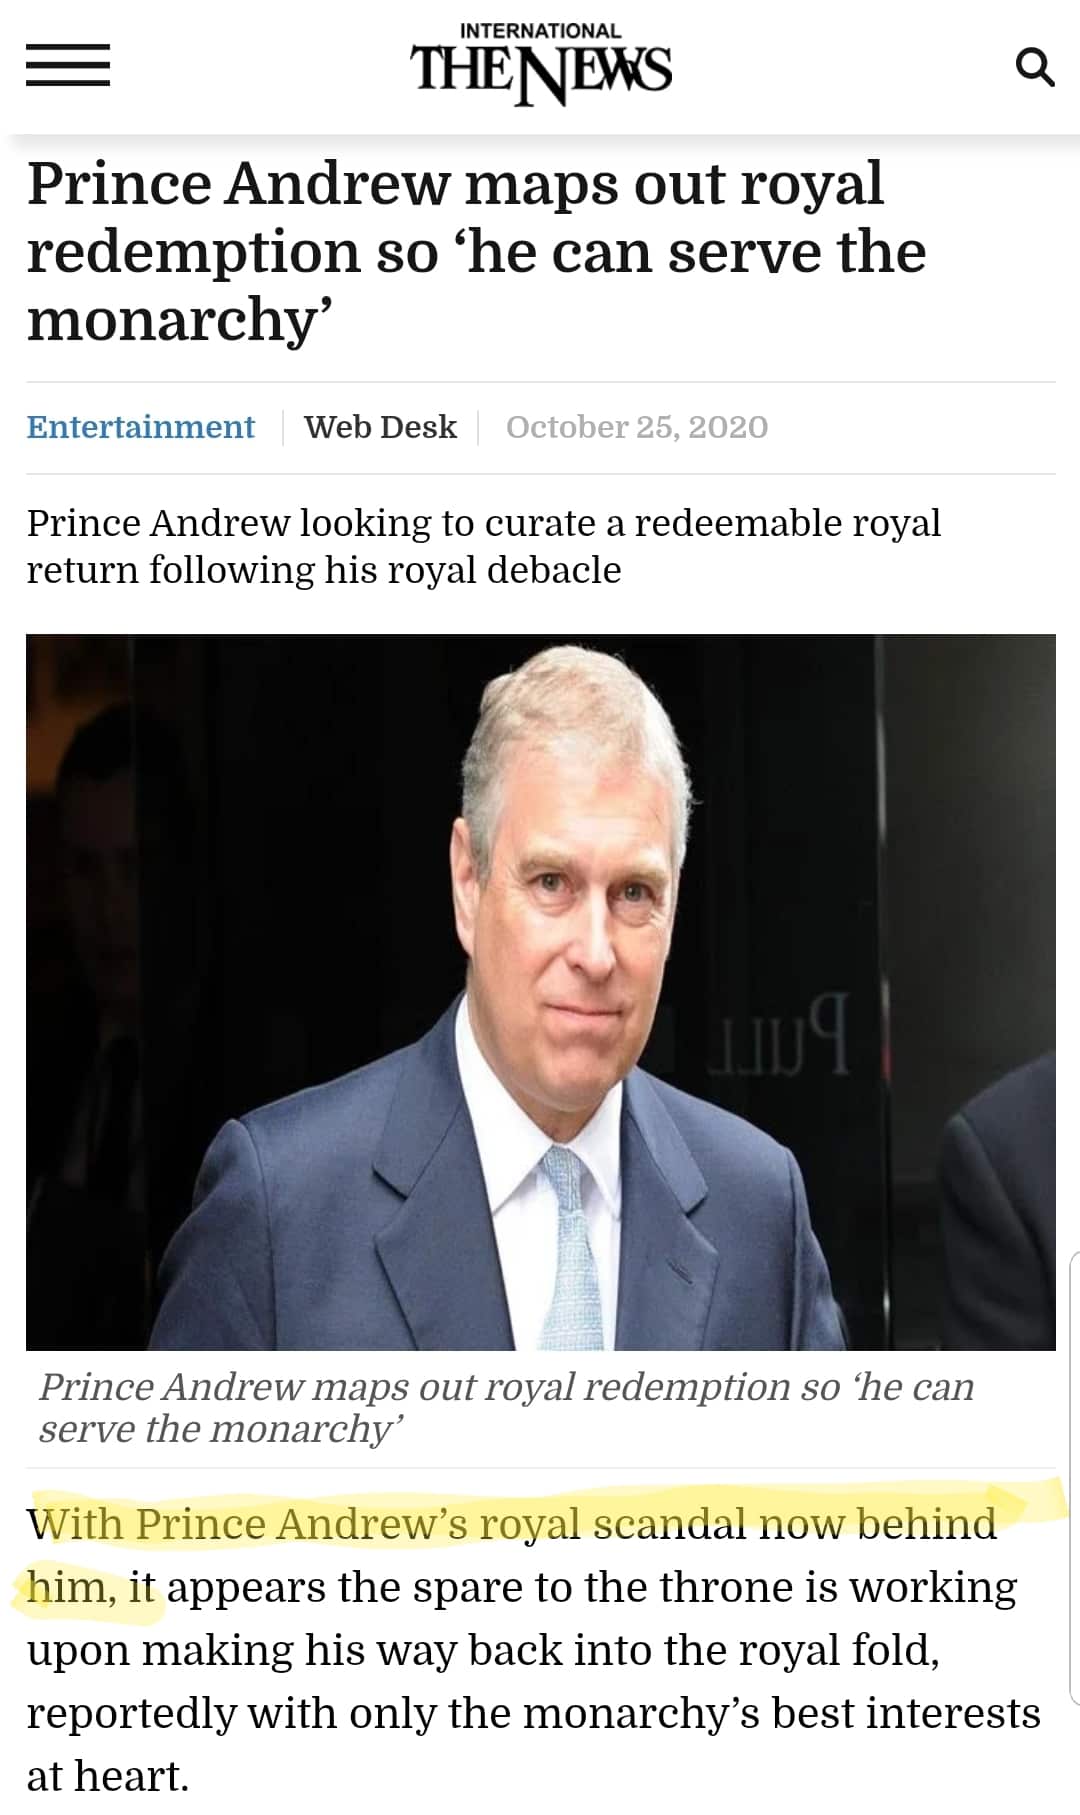 INTERNATIONAL
THE NEWS
Prince Andrew maps out royal
redemption so ‘he can serve the
monarchy’
Entertainment
Web Desk
October 25, 2020
Prince Andrew looking to curate a redeemable royal
return following his royal debacle
Pull
Prince Andrew maps out royal redemption so ‘he can
serve the monarchy’
With Prince Andrew’s royal scandal now behind
him, it appears the spare to the throne is working
upon making his way back into the royal fold,
reportedly with only the monarchy’s best interests
at heart.